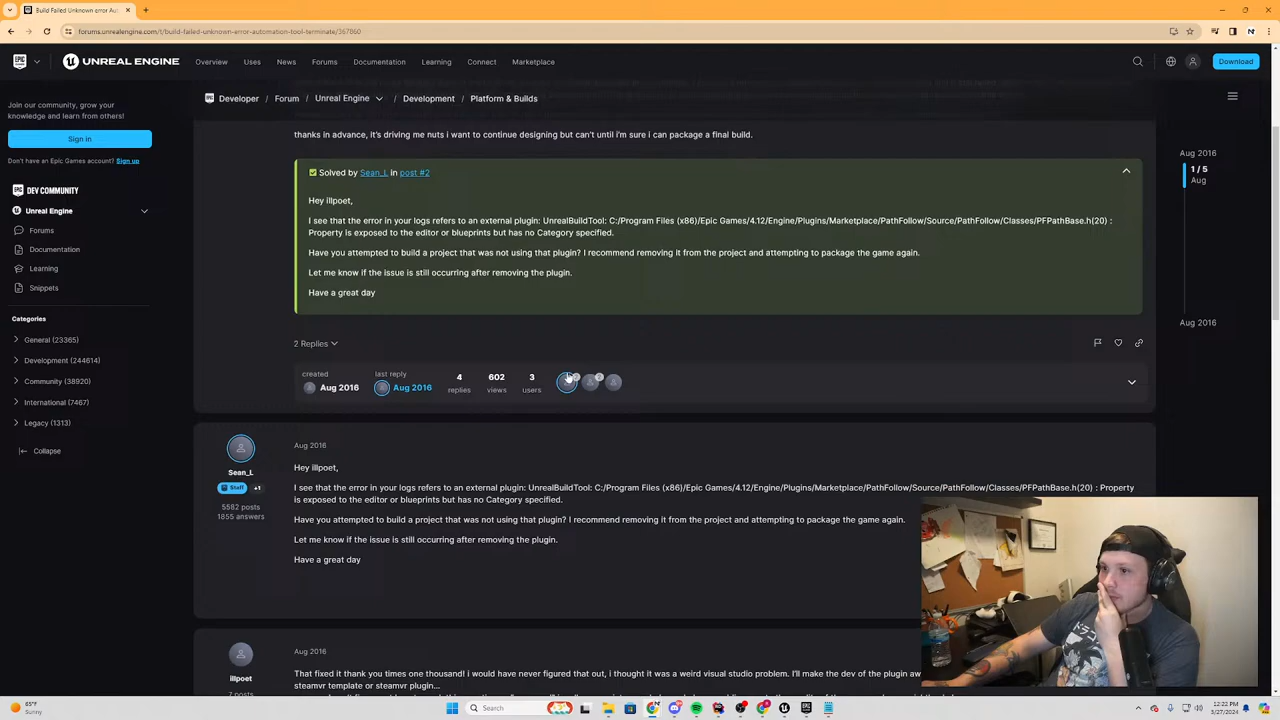 Build Failed Unknown error Aut
forums.unrealengine.com/t/build-failed-unknown-error-automation-tool-terminate/367860
EPIC GAMES
UNREAL ENGINE
Overview
Uses
News
Forums
Documentation
Learning
Connect
Marketplace
Download
Join our community, grow your
knowledge and learn from others!
Sign in
Don't have an Epic Games account? Sign up
DEV COMMUNITY
Unreal Engine
Forums
Documentation
Learning
Snippets
Categories
General (23365)
Development (244614)
Community (38920)
International (7467)
Legacy (1313)
Collapse
Developer / Forum / Unreal Engine / Development / Platform & Builds
thanks in advance, it's driving me nuts i want to continue designing but can't until i'm sure i can package a final build.
Solved by Sean_L in post #2
Hey illpoet,
I see that the error in your logs refers to an external plugin: UnrealBuildTool: C:/Program Files (x86)/Epic Games/4.12/Engine/Plugins/Marketplace/PathFollow/Source/PathFollow/Classes/PFPathBase.h(20) :
Property is exposed to the editor or blueprints but has no Category specified.
Have you attempted to build a project that was not using that plugin? I recommend removing it from the project and attempting to package the game again.
Let me know if the issue is still occurring after removing the plugin.
Have a great day
2 Replies
created
Aug 2016
last reply
Aug 2016
4
replies
602
views
3
users
Aug 2016
1 / 5
Aug
Aug 2016
Sean_L
Staff +1
5582 posts
1855 answers
Aug 2016
Hey illpoet,
I see that the error in your logs refers to an external plugin: UnrealBuildTool: C:/Program Files (x86)/Epic Games/4.12/Engine/Plugins/Marketplace/PathFollow/Source/PathFollow/Classes/PFPathBase.h(20) : Property
is exposed to the editor or blueprints but has no Category specified.
Have you attempted to build a project that was not using that plugin? I recommend removing it from the project and attempting to package the game again.
Let me know if the issue is still occurring after removing the plugin.
Have a great day
illpoet
7 posts
Aug 2016
That fixed it thank you times one thousand! i would have never figured that out, i thought it was a weird visual studio problem. I'll make the dev of the plugin aw
steamvr template or steamvr plugin...
65°F
Sunny
Search
12:22 PM
3/27/2024